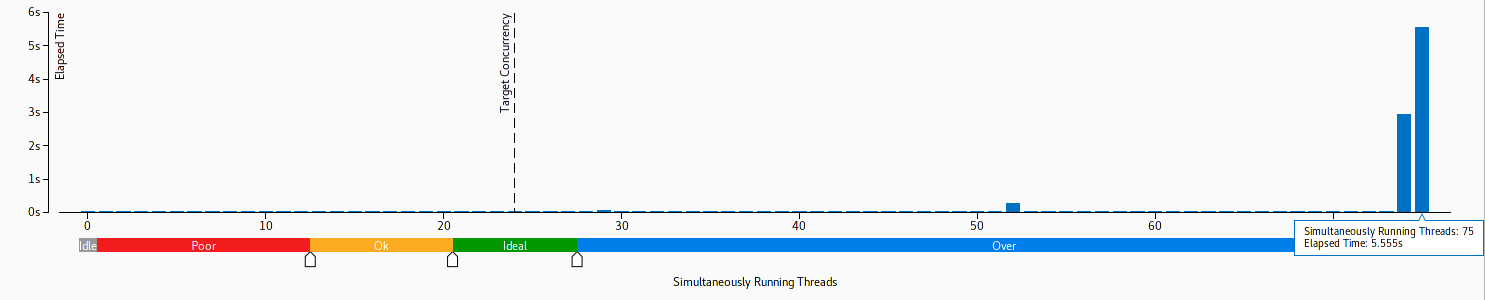 6s
5s
4s
3s
2s
1s
0s
Elapsed Time
Target Concurrency
0 10 20 30 40 50 60
Idle Poor Ok Ideal Over
Simultaneously Running Threads: 75
Elapsed Time: 5.555s
Simultaneously Running Threads